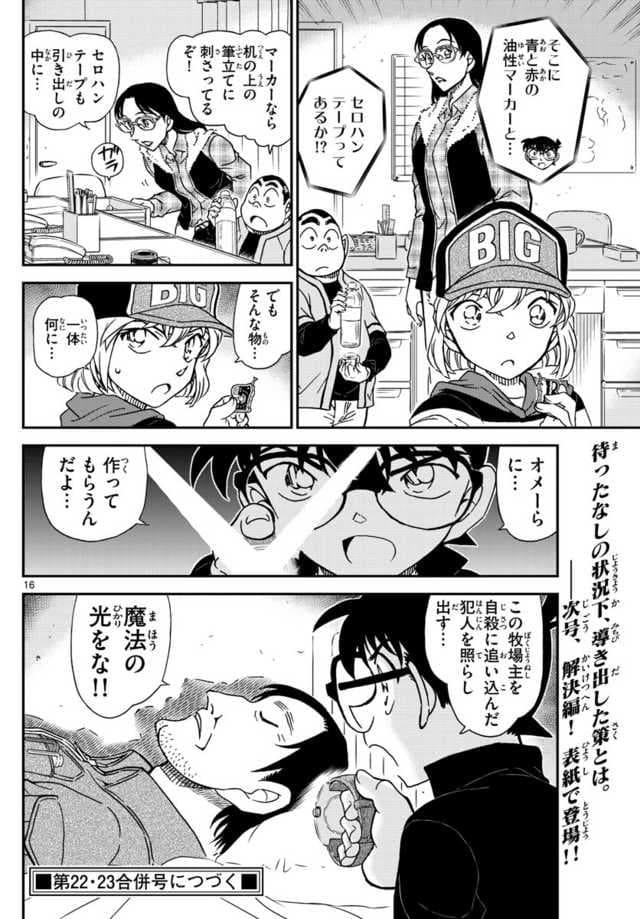 そこに
青と赤の
油性マーカーと…
セロハン
テープって
あるか!?
BIG
マーカーなら
机の上の
筆立てに
刺さってる
ぞ!
セロハン
テープも
引き出しの
中に…
ガラ
でも
そんな物…
一体
何に…
BIG
オメーら
に…
作って
もらうん
だよ…
16
この牧場主を
自殺に追い込んだ
犯人を照らし
出す…
魔法の
光をな!!
待ったなしの状況下、導き出した策とは。
――次号、解決編! 表紙で登場!!
■第22・23合併号につづく■